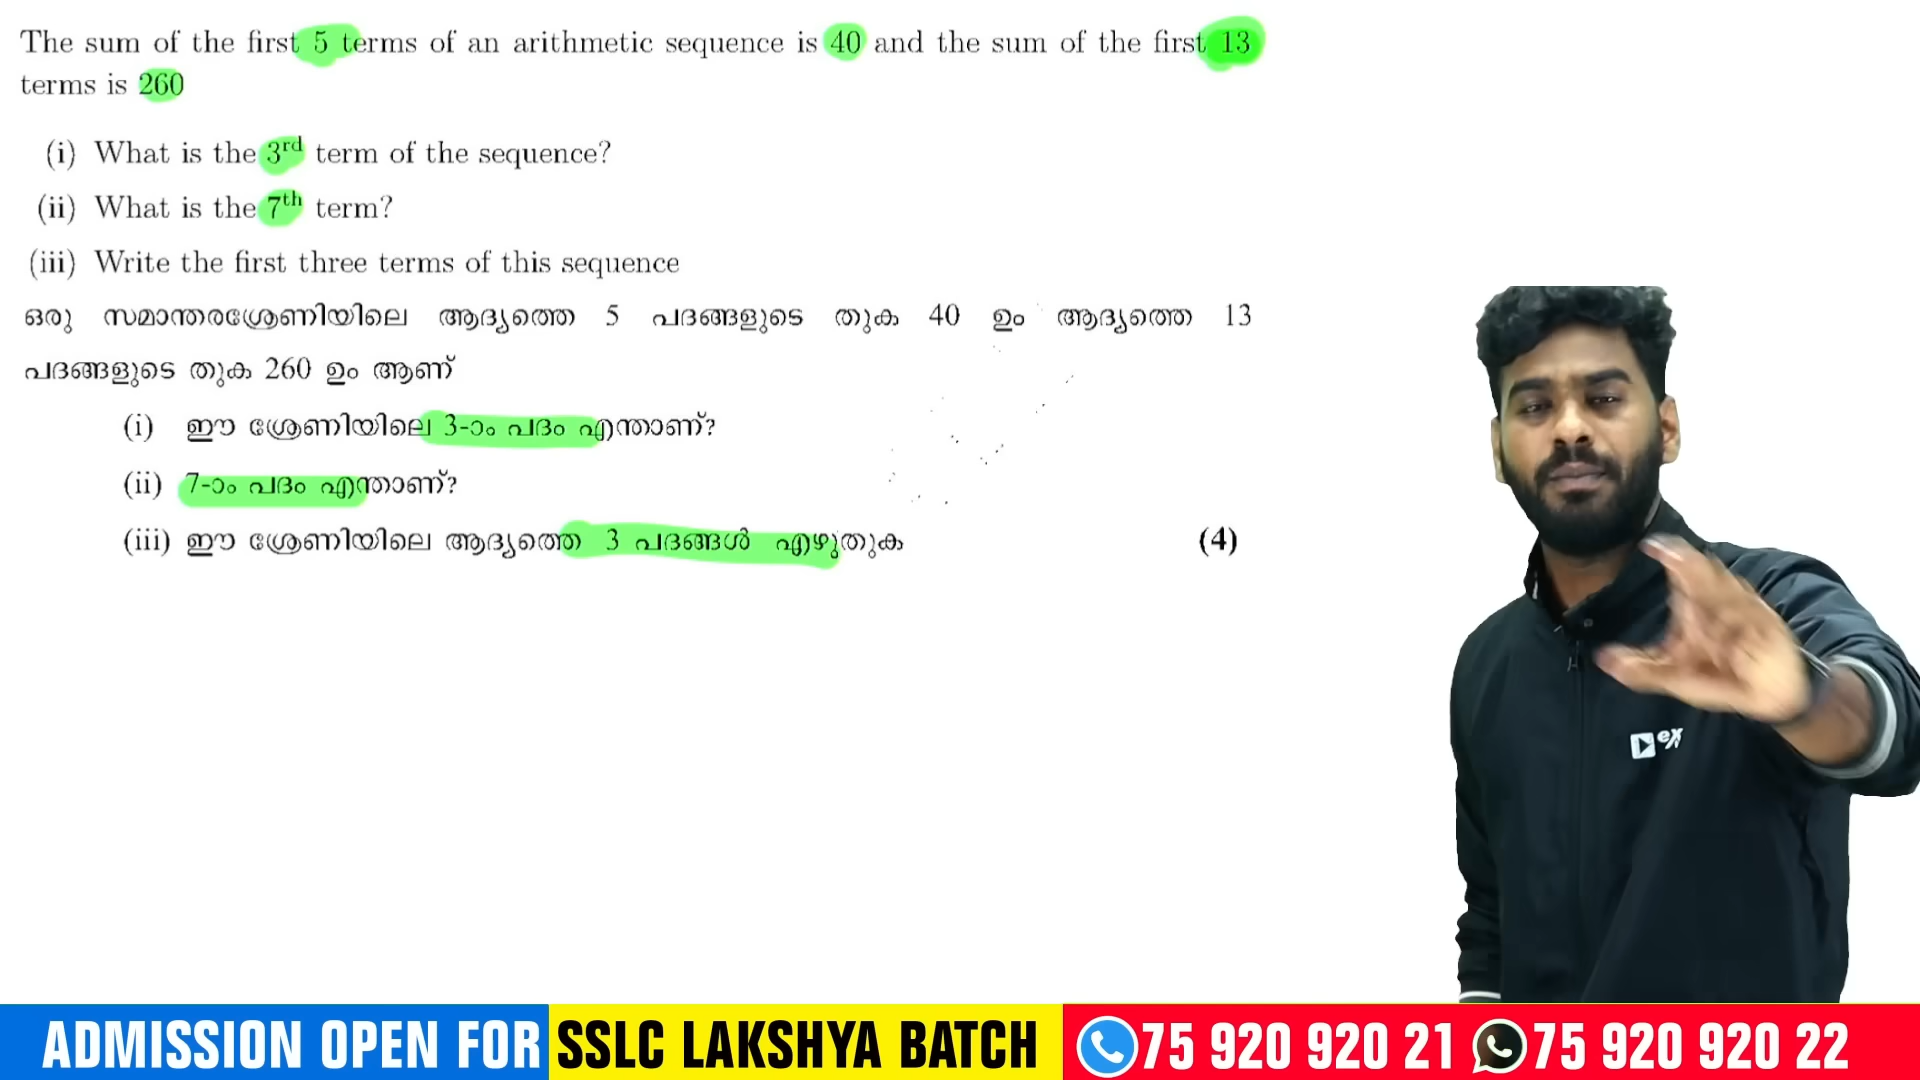 The sum of the first 5 terms of an arithmetic sequence is 40 and the sum of the first 13
terms is 260
(i) What is the 3rd term of the sequence?
(ii) What is the 7th term?
(iii) Write the first three terms of this sequence
ഒരു സമാന്തരശ്രേണിയിലെ ആദ്യത്തെ 5 പദങ്ങളുടെ തുക 40 ഉം ആദ്യത്തെ 13
പദങ്ങളുടെ തുക 260 ഉം ആണ്
(i) ഈ ശ്രേണിയിലെ 3-ാം പദം എന്താണ്?
(ii) 7-ാം പദം എന്താണ്?
(iii) ഈ ശ്രേണിയിലെ ആദ്യത്തെ 3 പദങ്ങൾ എഴുതുക (4)
ex
ADMISSION OPEN FOR SSLC LAKSHYA BATCH 75 920 920 21 75 920 920 22